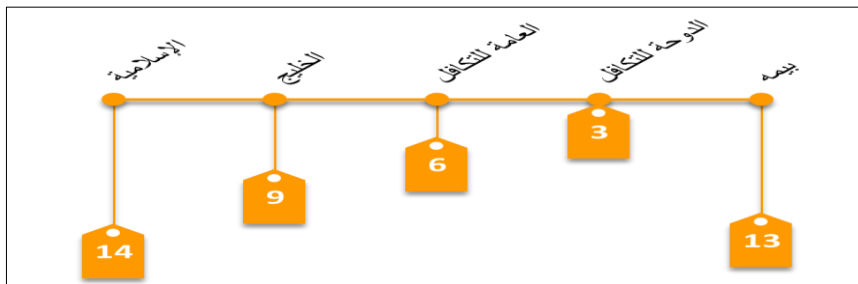 بيمه
الدوحة للتكافل
العامة للتكافل
الخليج
الإسلامية
3
6
9
13
14